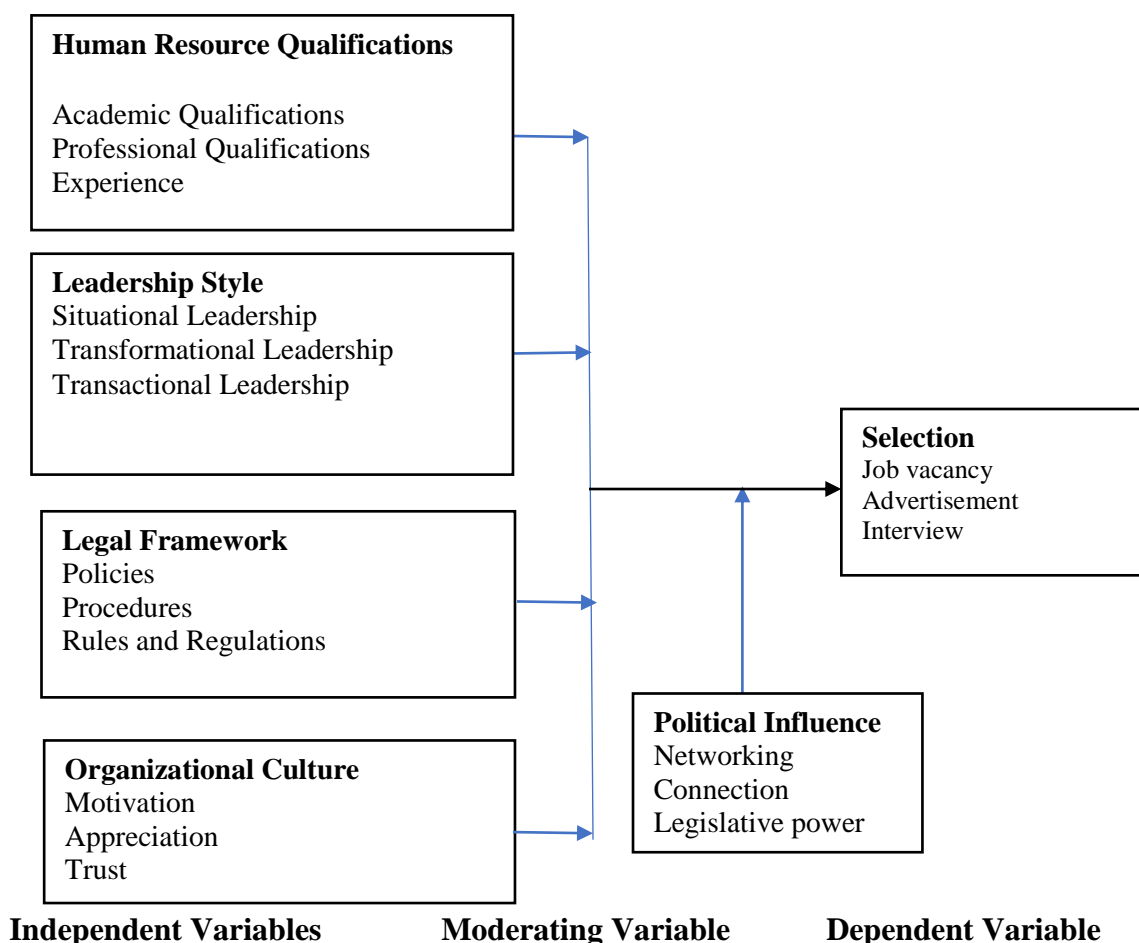 Human Resource Qualifications
Academic Qualifications
Professional Qualifications
Experience
Leadership Style
Situational Leadership
Transformational Leadership
Transactional Leadership
Legal Framework
Policies
Procedures
Rules and Regulations
Organizational Culture
Motivation
Appreciation
Trust
Political Influence
Networking
Connection
Legislative power
Selection
Job vacancy
Advertisement
Interview
Independent Variables Moderating Variable Dependent Variable